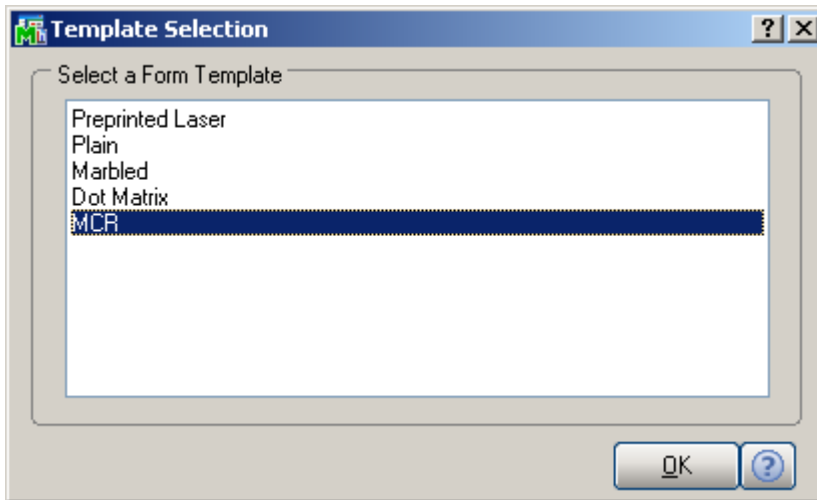 Template Selection
Select a Form Template
Preprinted Laser
Plain
Marbled
Dot Matrix
MCR
OK